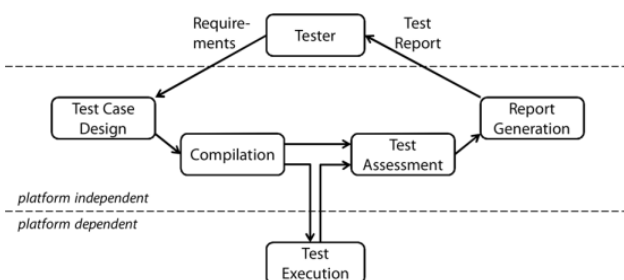 Require-
ments
Tester
Test
Report
Test Case
Design
Report
Generation
Compilation
Test
Assessment
platform independent
platform dependent
Test
Execution